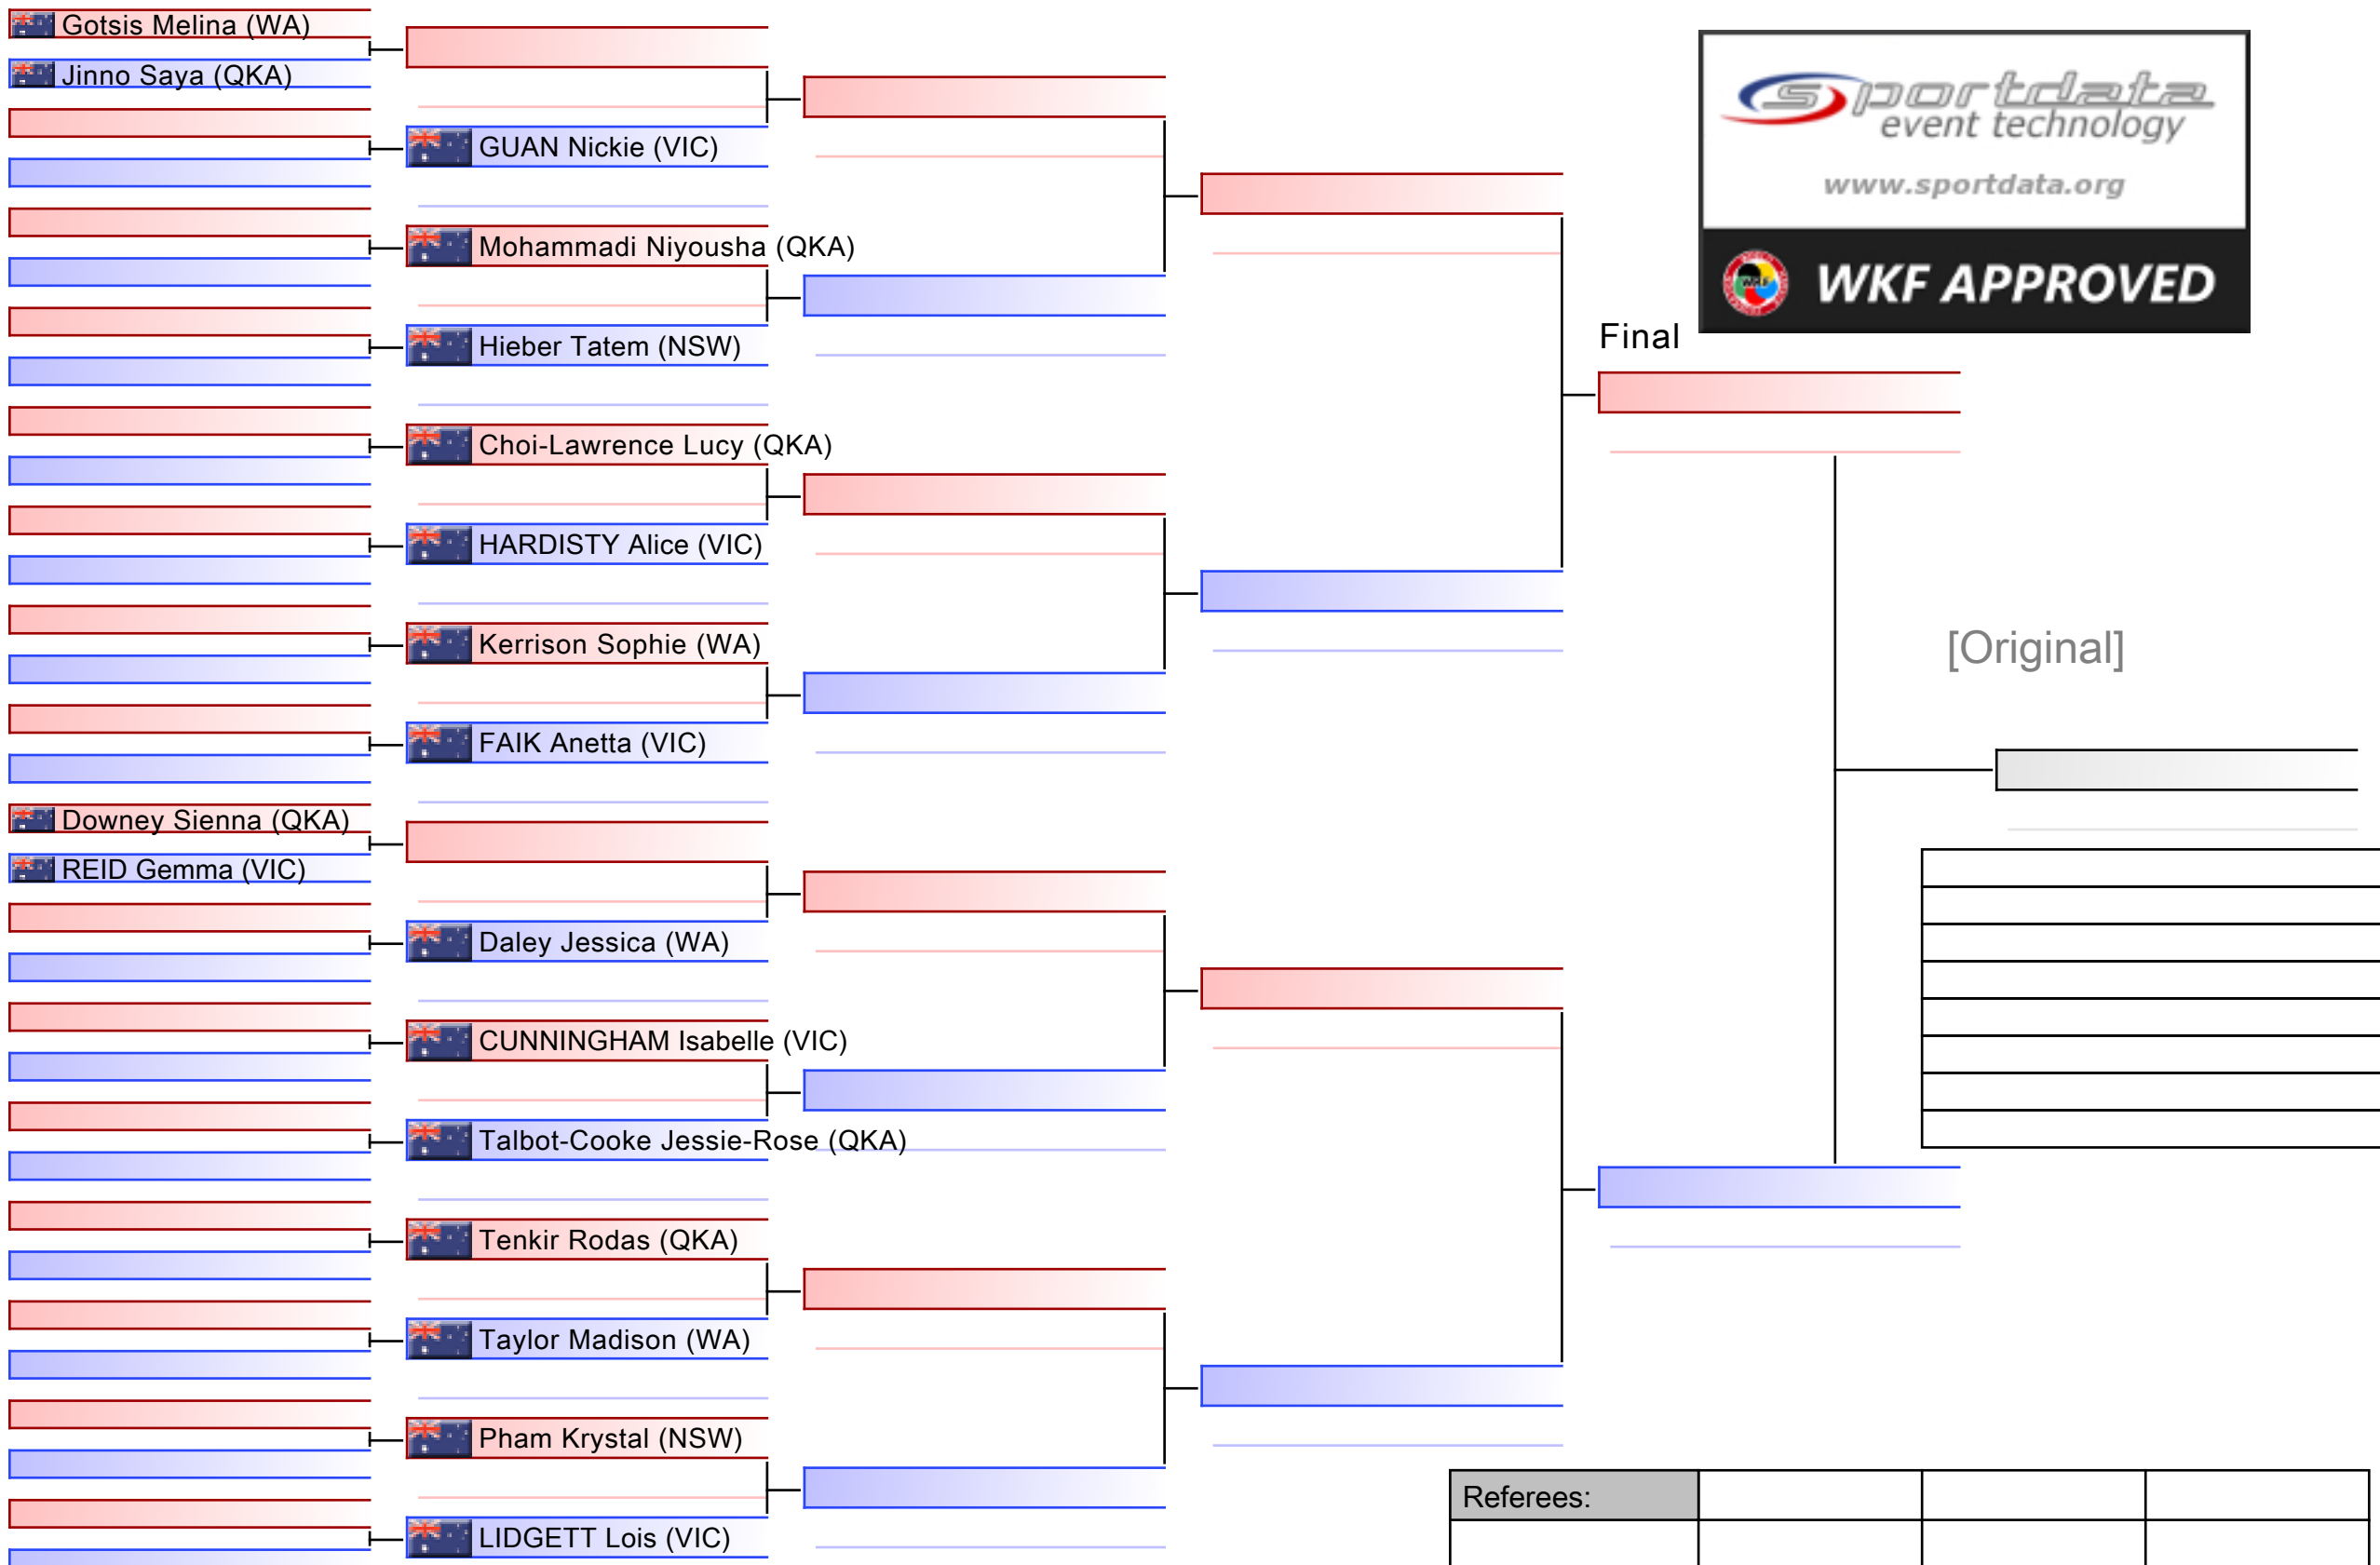 Gotsis Melina (WA)
Jinno Saya (QKA)
GUAN Nickie (VIC)
Mohammadi Niyousha (QKA)
Hieber Tatem (NSW)
Choi-Lawrence Lucy (QKA)
HARDISTY Alice (VIC)
Kerrison Sophie (WA)
FAIK Anetta (VIC)
Downey Sienna (QKA)
REID Gemma (VIC)
Daley Jessica (WA)
CUNNINGHAM Isabelle (VIC)
Talbot-Cooke Jessie-Rose (QKA)
Tenkir Rodas (QKA)
Taylor Madison (WA)
Pham Krystal (NSW)
LIDGETT Lois (VIC)
sportdata
event technology
www.sportdata.org
WKF
WKF APPROVED
Final
[Original]
Referees: